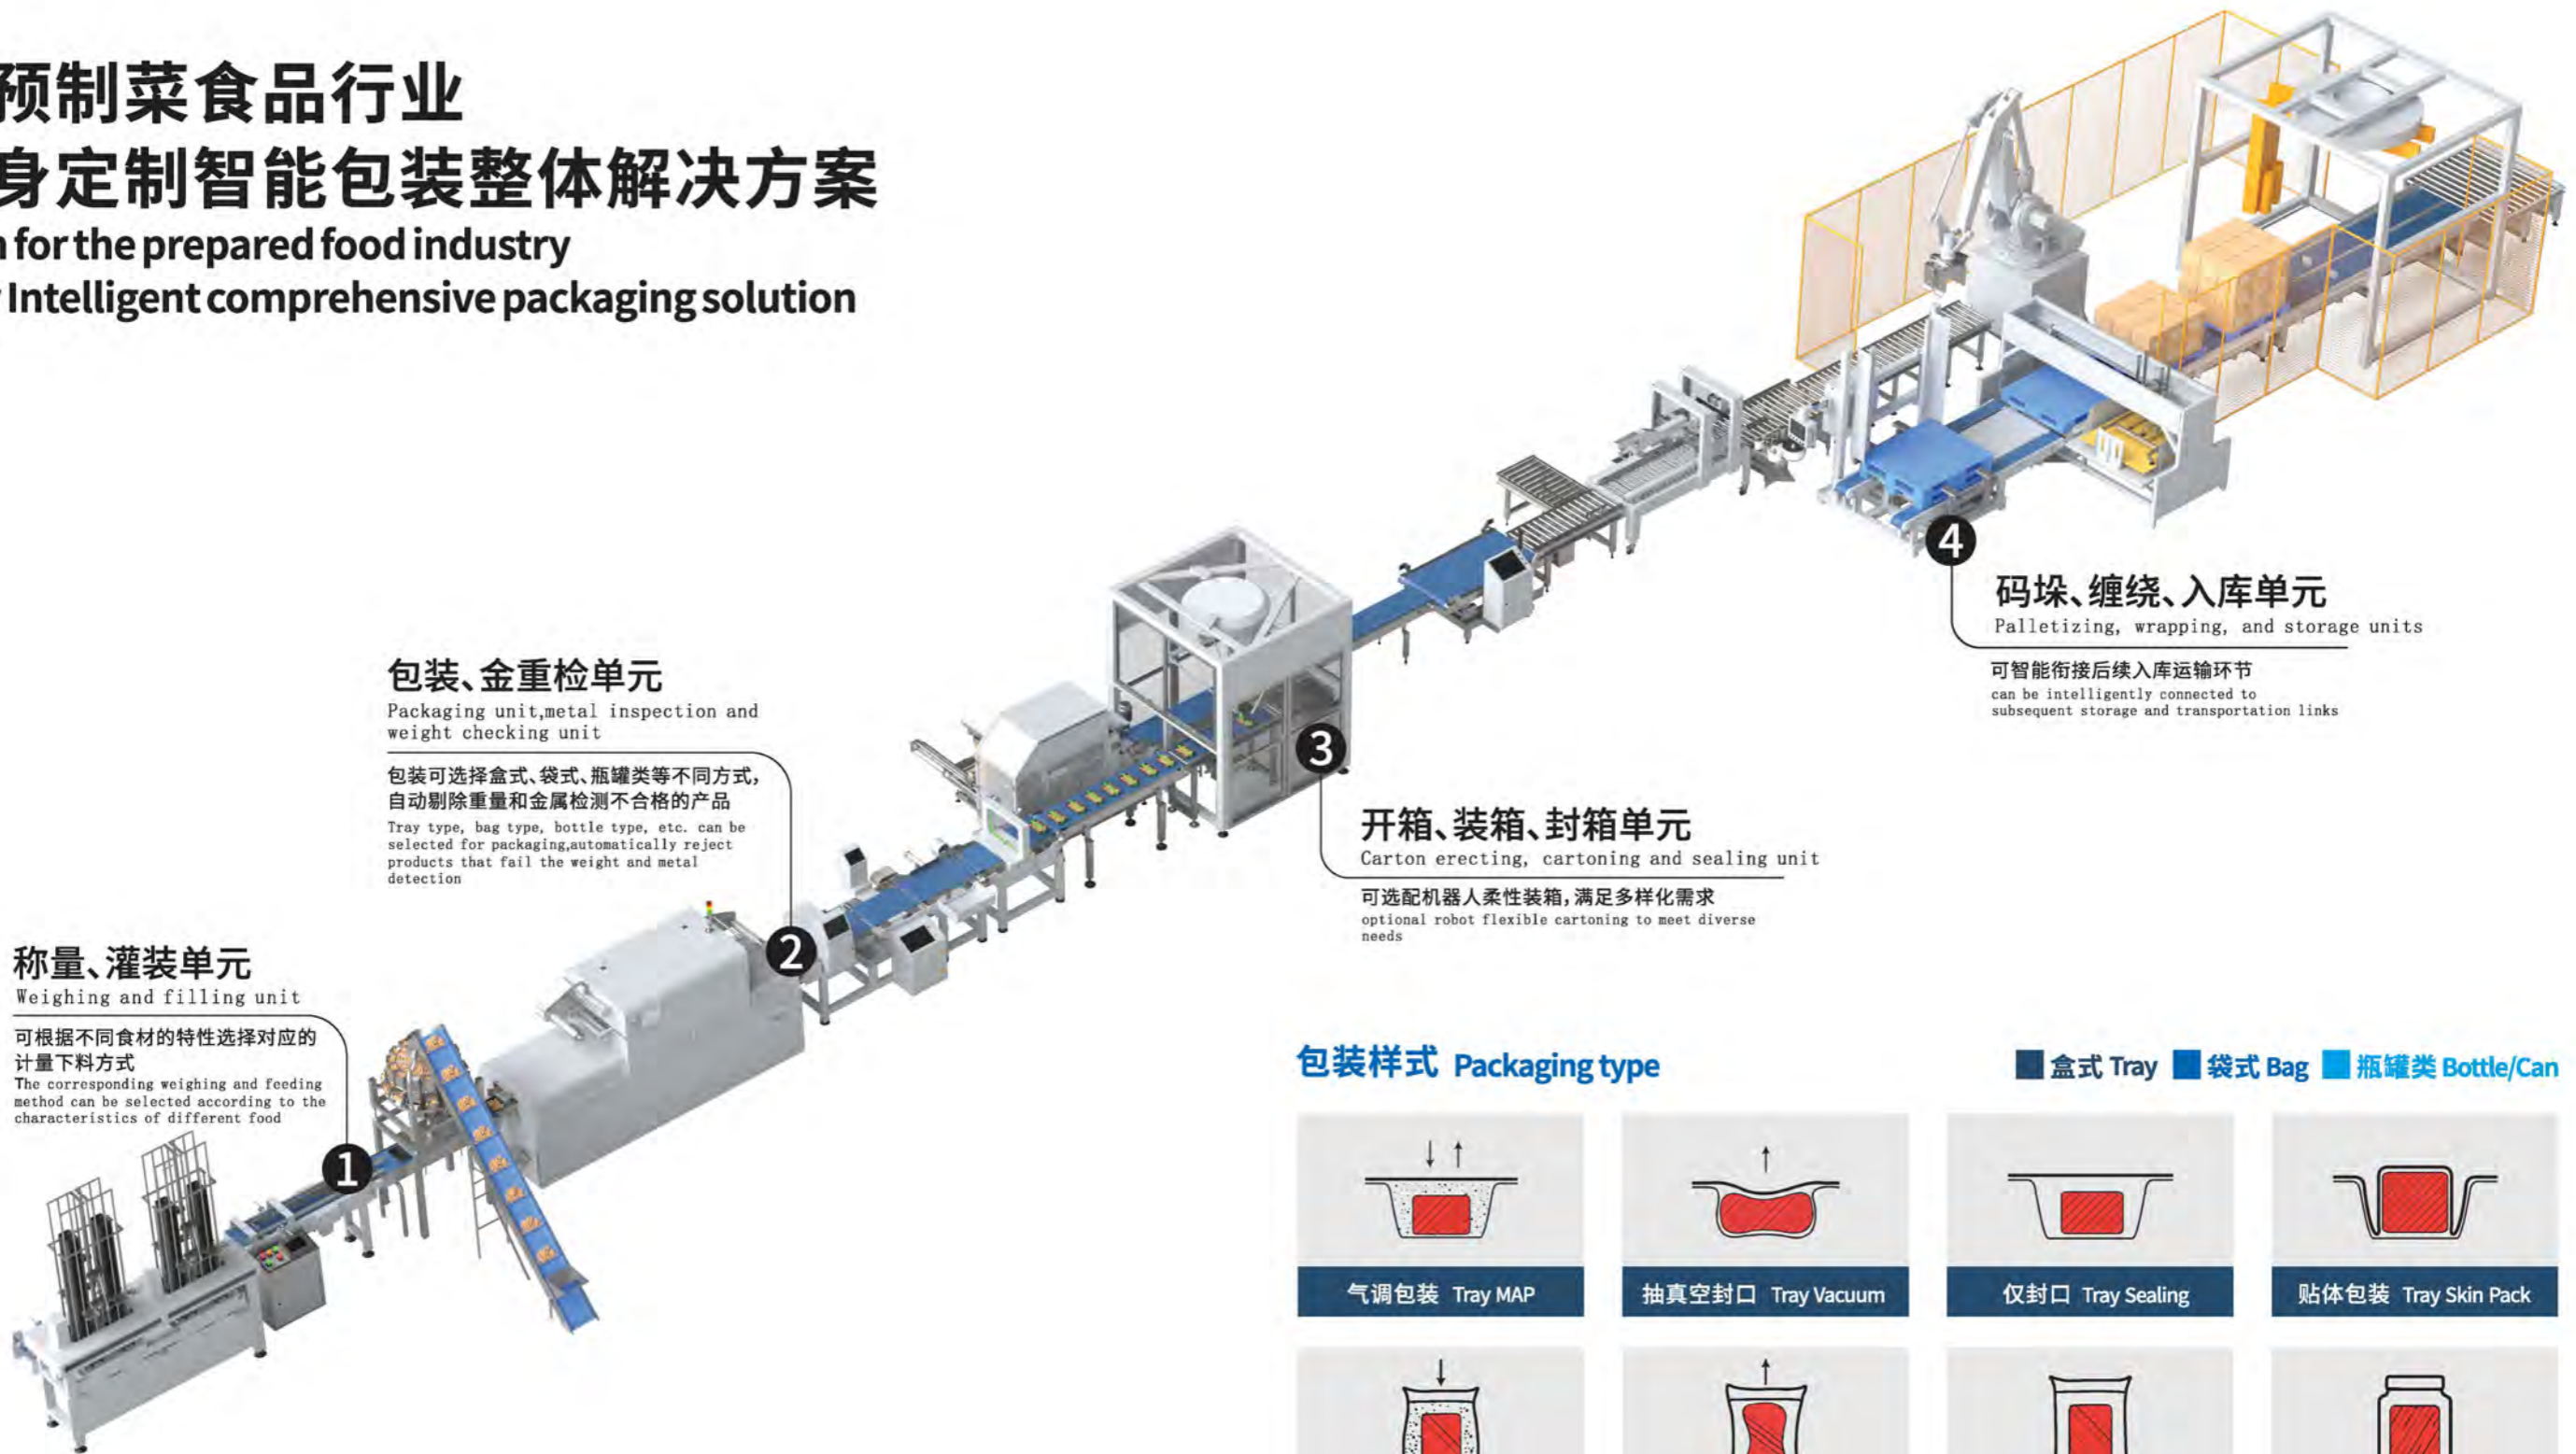 预制菜食品行业
身定制智能包装整体解决方案
for the prepared food industry
Intelligent comprehensive packaging solution
4
码垛、缠绕、入库单元
Palletizing, wrapping, and storage units
可智能衔接后续入库运输环节
can be intelligently connected to
subsequent storage and transportation links
包装、金重检单元
Packaging unit,metal inspection and
weight checking unit
包装可选择盒式、袋式、瓶罐类等不同方式，
自动剔除重量和金属检测不合格的产品
Tray type, bag type, bottle type, etc. can be
selected for packaging,automatically reject
products that fail the weight and metal
detection
2
3
开箱、装箱、封箱单元
Carton erecting, cartoning and sealing unit
可选配机器人柔性装箱，满足多样化需求
optional robot flexible cartoning to meet diverse
needs
称量、灌装单元
Weighing and filling unit
可根据不同食材的特性选择对应的
计量下料方式
The corresponding weighing and feeding
method can be selected according to the
characteristics of different food
1
包装样式 Packaging type
盒式 Tray 袋式 Bag 瓶罐类 Bottle/Can
气调包装 Tray MAP
抽真空封口 Tray Vacuum
仅封口 Tray Sealing
贴体包装 Tray Skin Pack